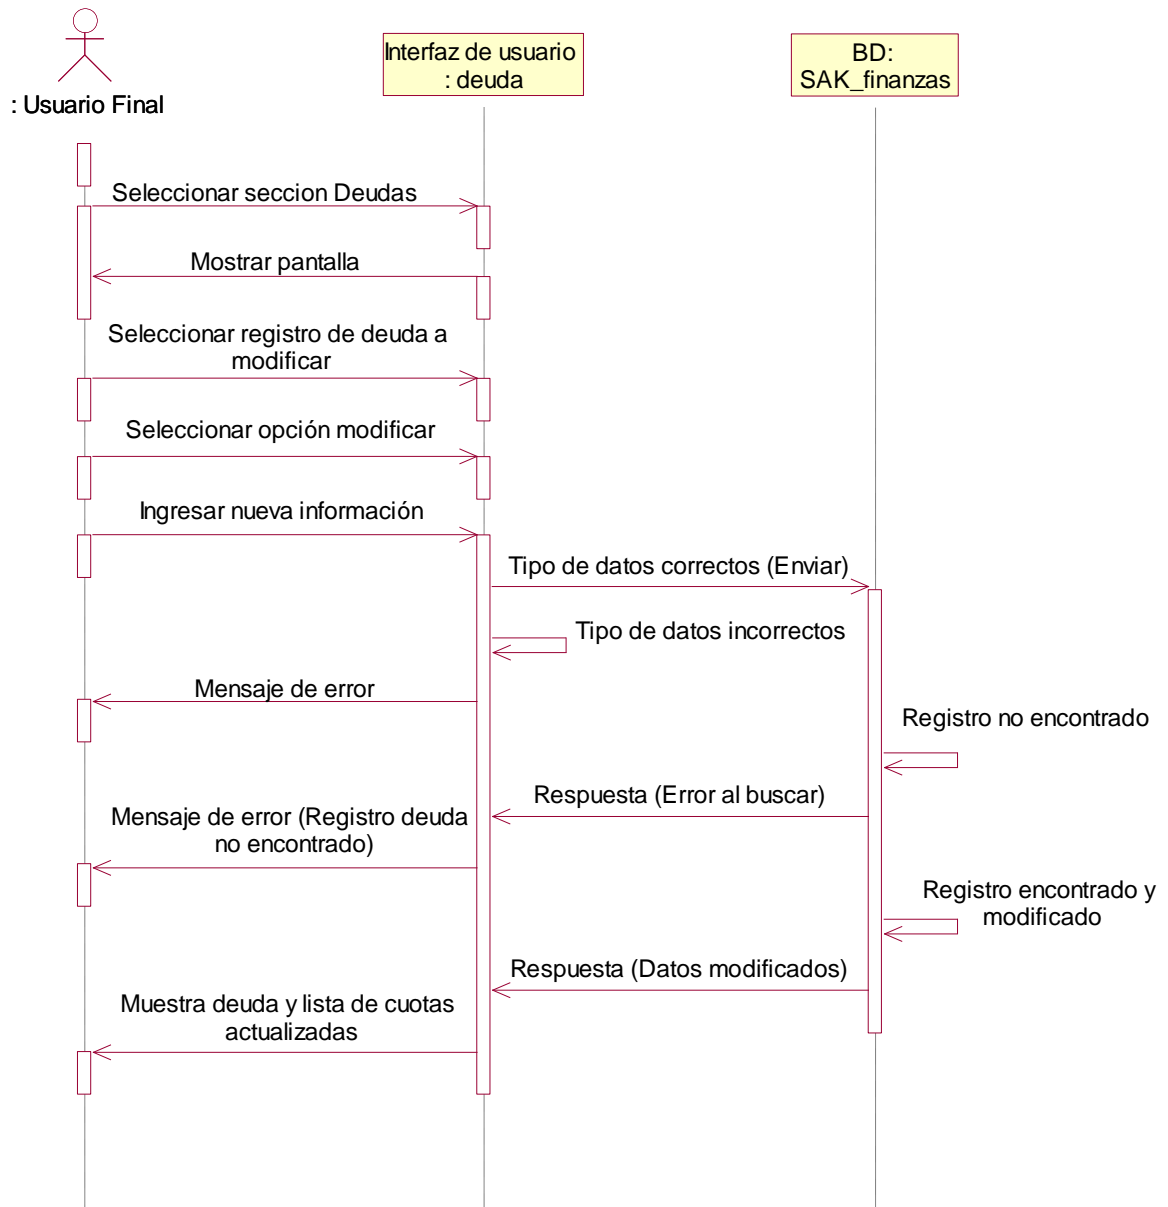 : Usuario Final
Interfaz de usuario
: deuda
BD:
SAK_finanzas
Seleccionar seccion Deudas
Mostrar pantalla
Seleccionar registro de deuda a
modificar
Seleccionar opción modificar
Ingresar nueva información
Tipo de datos correctos (Enviar)
Tipo de datos incorrectos
Mensaje de error
Registro no encontrado
Respuesta (Error al buscar)
Mensaje de error (Registro deuda
no encontrado)
Registro encontrado y
modificado
Respuesta (Datos modificados)
Muestra deuda y lista de cuotas
actualizadas